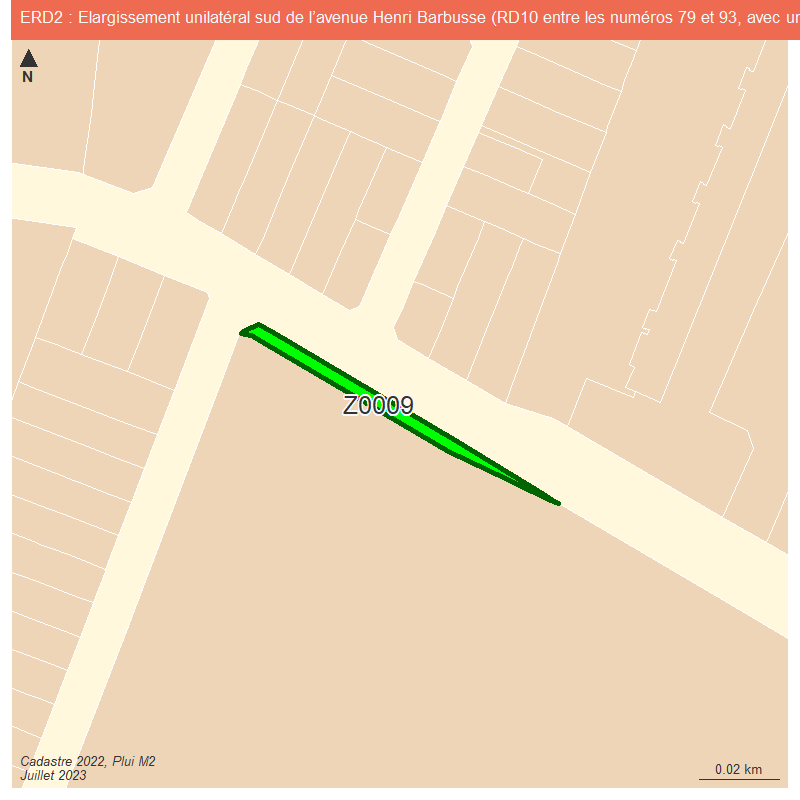 ERD2 : Elargissement unilatéral sud de l'avenue Henri Barbusse (RD10 entre les numéros 79 et 93, avec un
N
Z0009
Cadastre 2022, Plui M2
Juillet 2023
0.02 km